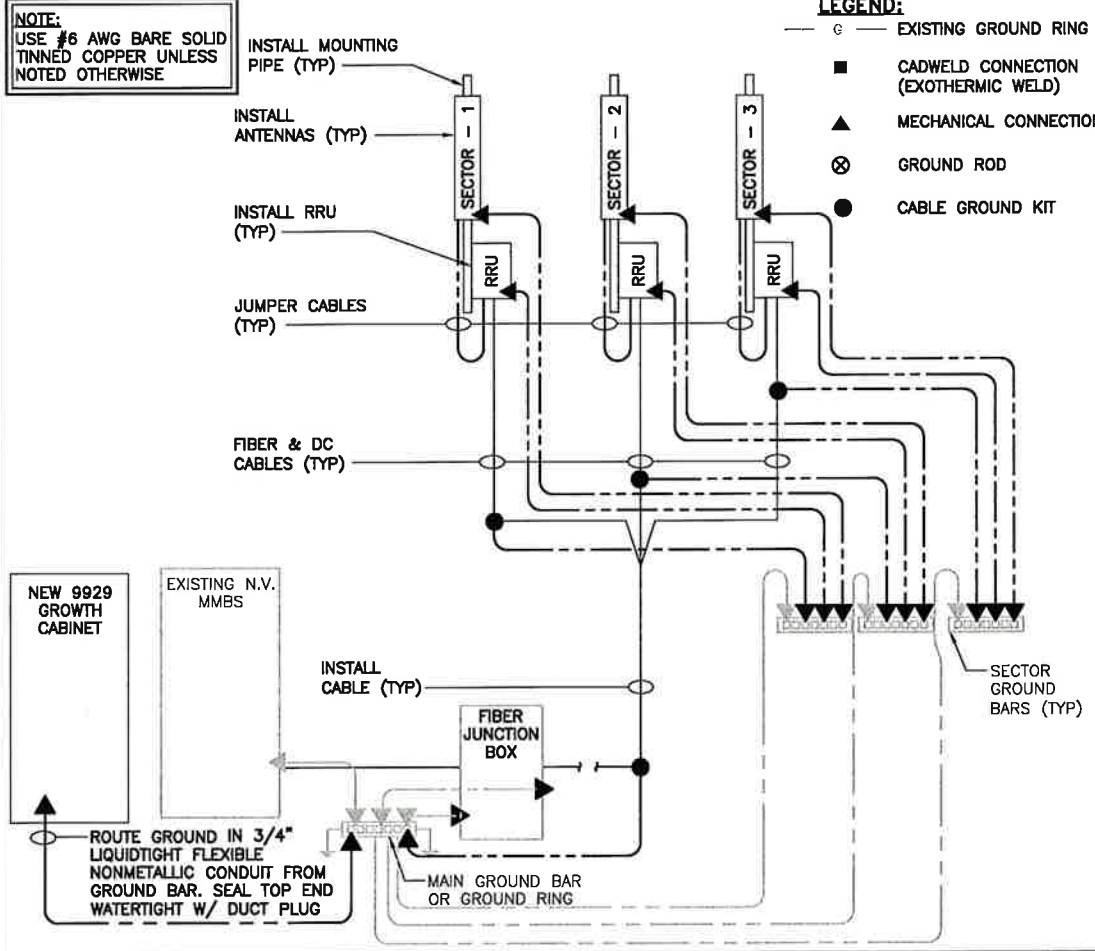 NOTE:
USE #6 AWG BARE SOLID
TINNED COPPER UNLESS
NOTED OTHERWISE
LEGEND:
G
EXISTING GROUND RING
CADWELD CONNECTION
(EXOTHERMIC WELD)
MECHANICAL CONNECTION
GROUND ROD
CABLE GROUND KIT
INSTALL MOUNTING
PIPE (TYP)
INSTALL
ANTENNAS (TYP)
SECTOR - 1
SECTOR - 2
SECTOR - 3
INSTALL RRU
(TYP)
RRU
RRU
RRU
JUMPER CABLES
(TYP)
FIBER & DC
CABLES (TYP)
NEW 9929
GROWTH
CABINET
EXISTING N.V.
MMBS
INSTALL
CABLE (TYP)
SECTOR
GROUND
BARS (TYP)
FIBER
JUNCTION
BOX
ROUTE GROUND IN 3/4"
LIQUIDTIGHT FLEXIBLE
NONMETALLIC CONDUIT FROM
GROUND BAR. SEAL TOP END
WATERTIGHT W/ DUCT PLUG
MAIN GROUND BAR
OR GROUND RING